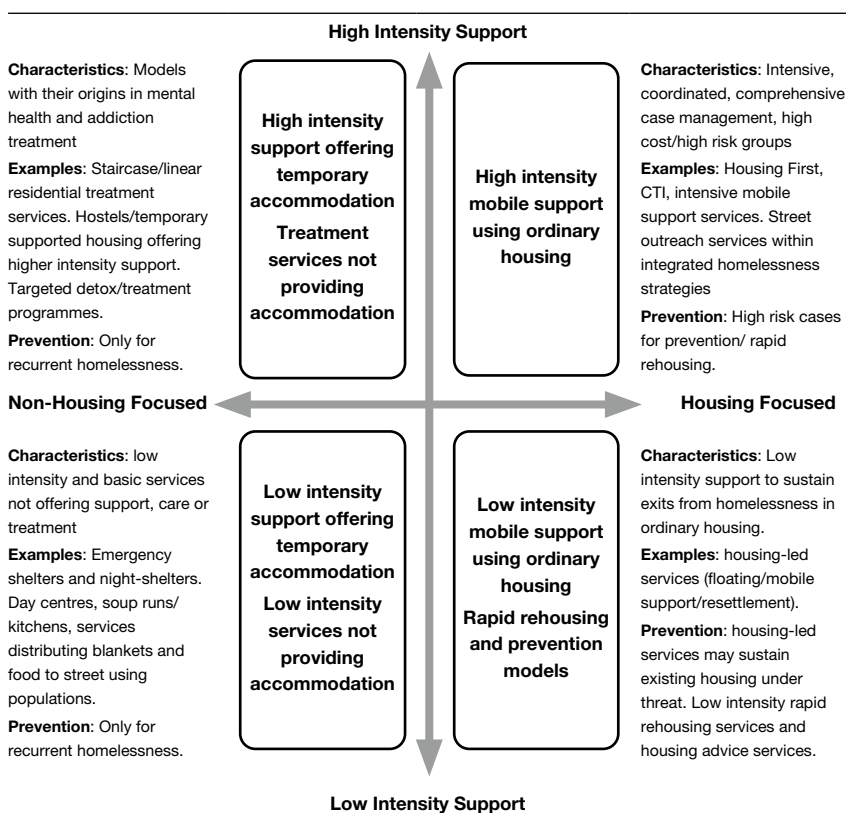 High Intensity Support
Characteristics: Models
with their origins in mental
health and addiction
treatment
Examples: Staircase/linear
residential treatment
services. Hostels/temporary
supported housing offering
higher intensity support.
Targeted detox/treatment
programmes.
Prevention: Only for
recurrent homelessness.
High intensity
support offering
temporary
accommodation
Treatment
services not
providing
accommodation
High intensity
mobile support
using ordinary
housing
Characteristics: Intensive,
coordinated, comprehensive
case management, high
cost/high risk groups
Examples: Housing First,
CTI, intensive mobile
support services. Street
outreach services within
integrated homelessness
strategies
Prevention: High risk cases
for prevention/ rapid
rehousing.
Non-Housing Focused
Housing Focused
Characteristics: low
intensity and basic services
not offering support, care or
treatment
Examples: Emergency
shelters and night-shelters.
Day centres, soup runs/
kitchens, services
distributing blankets and
food to street using
populations.
Prevention: Only for
recurrent homelessness.
Low intensity
support offering
temporary
accommodation
Low intensity
services not
providing
accommodation
Low intensity
mobile support
using ordinary
housing
Rapid rehousing
and prevention
models
Characteristics: Low
intensity support to sustain
exits from homelessness in
ordinary housing.
Examples: housing-led
services (floating/mobile
support/resettlement).
Prevention: housing-led
services may sustain
existing housing under
threat. Low intensity rapid
rehousing services and
housing advice services.
Low Intensity Support